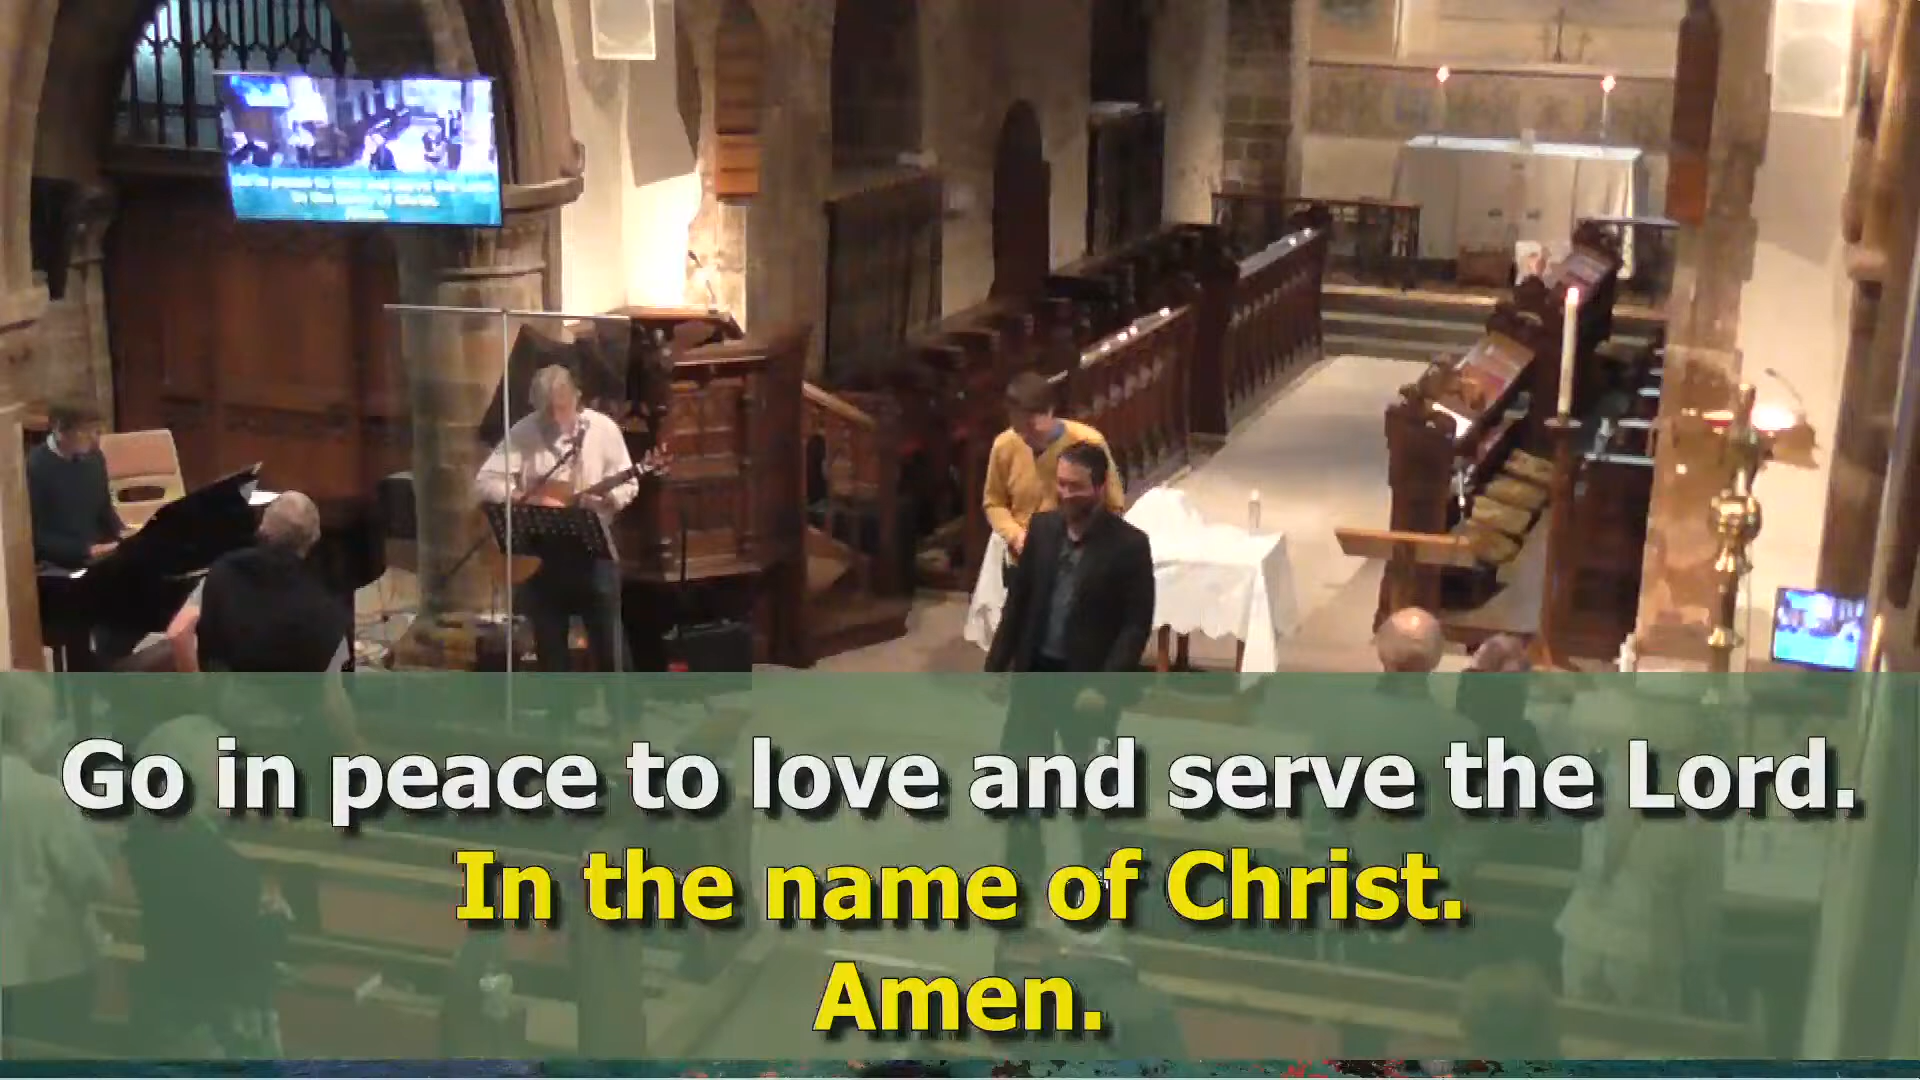 Go in peace to love and serve the Lord.
In the name of Christ.
Amen.